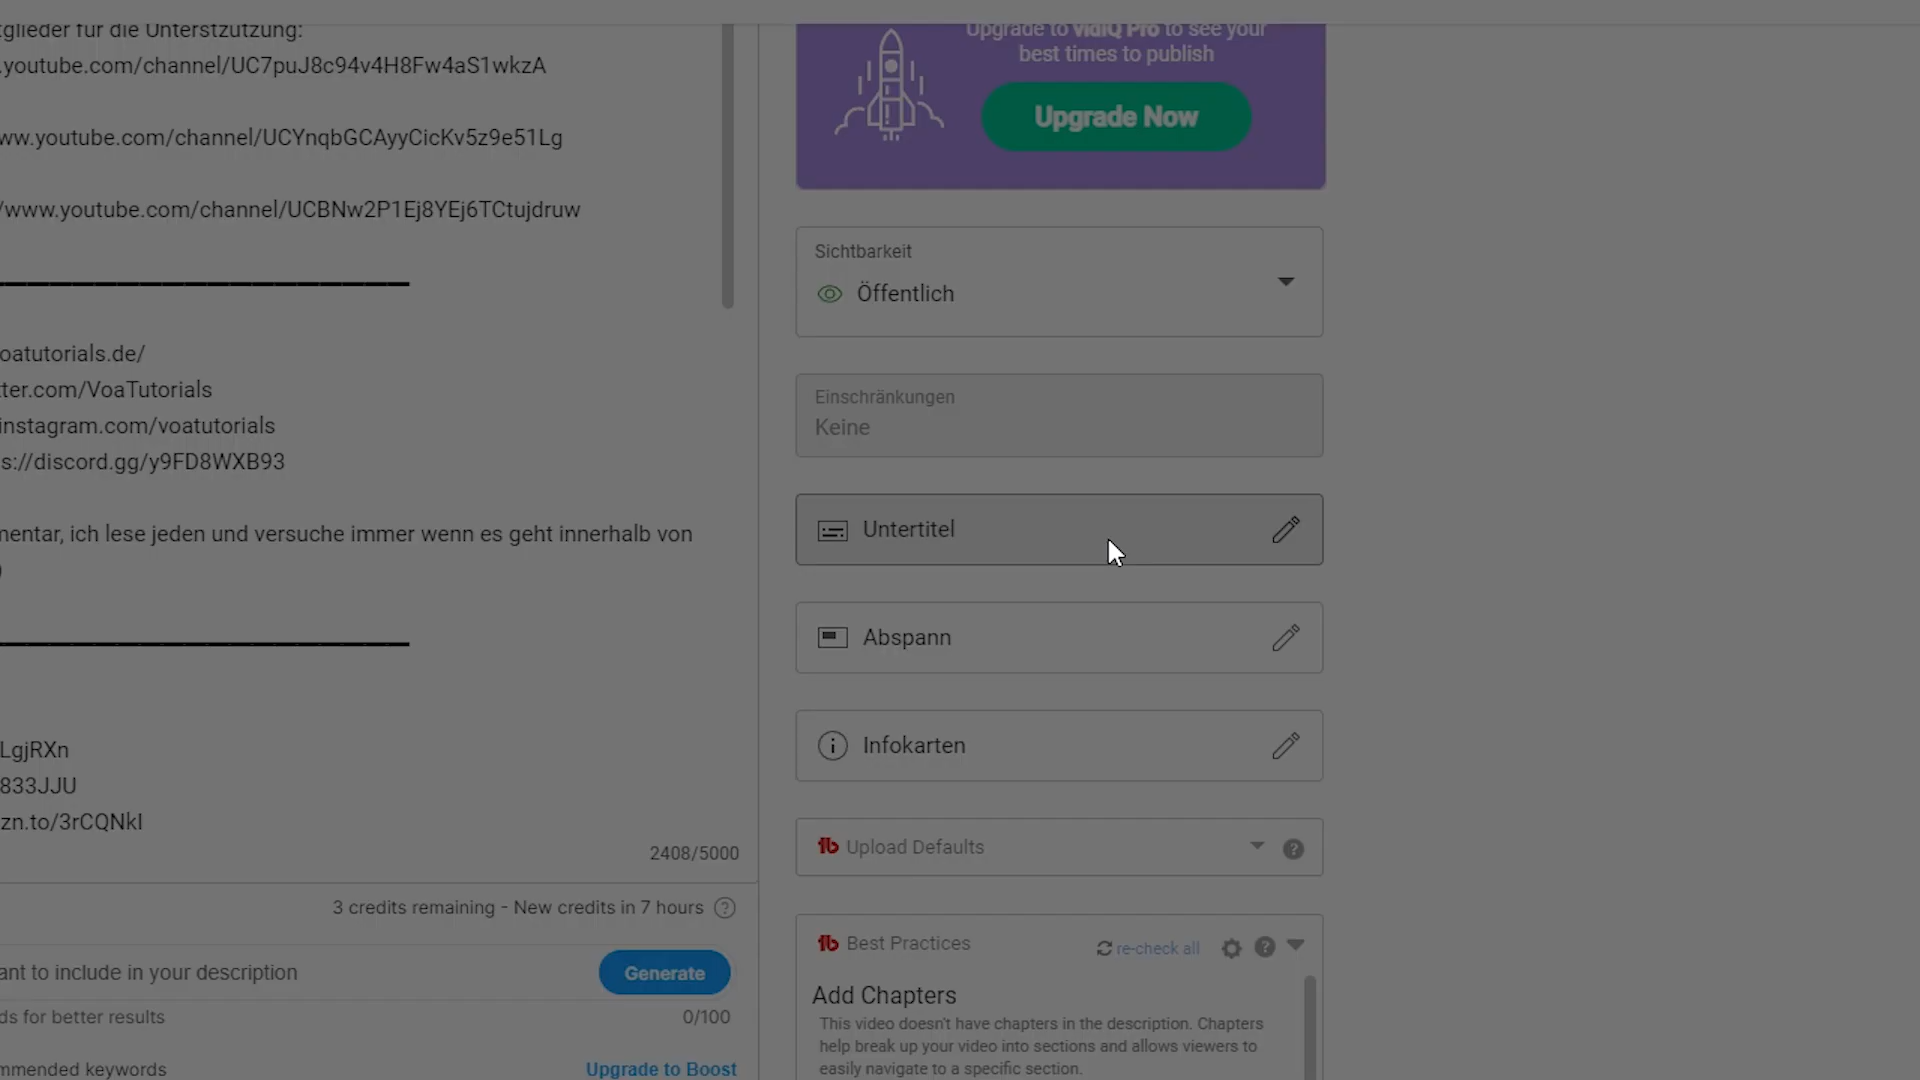 glieder für die Unterstzützung:
.youtube.com/channel/UC7puJ8c94v4H8Fw4aS1wkzA
ww.youtube.com/channel/UCYnqbGCAyyCicKv5z9e51Lg
/www.youtube.com/channel/UCBNw2P1Ej8YEj6TCtujdruw
oatutorials.de/
tter.com/VoaTutorials
instagram.com/voatutorials
s://discord.gg/y9FD8WXB93
mentar, ich lese jeden und versuche immer wenn es geht innerhalb von
)
LgjRXn
833JJU
zn.to/3rCQNkI
2408/5000
3 credits remaining - New credits in 7 hours ?
ant to include in your description
Generate
ds for better results
0/100
mmended keywords
Upgrade to Boost
Upgrade to vidIQ Pro to see your
best times to publish
Upgrade Now
Sichtbarkeit
Öffentlich
Einschränkungen
Keine
Untertitel
Abspann
Infokarten
tb Upload Defaults ?
tb Best Practices re-check all ?
Add Chapters
This video doesn't have chapters in the description. Chapters
help break up your video into sections and allows viewers to
easily navigate to a specific section.